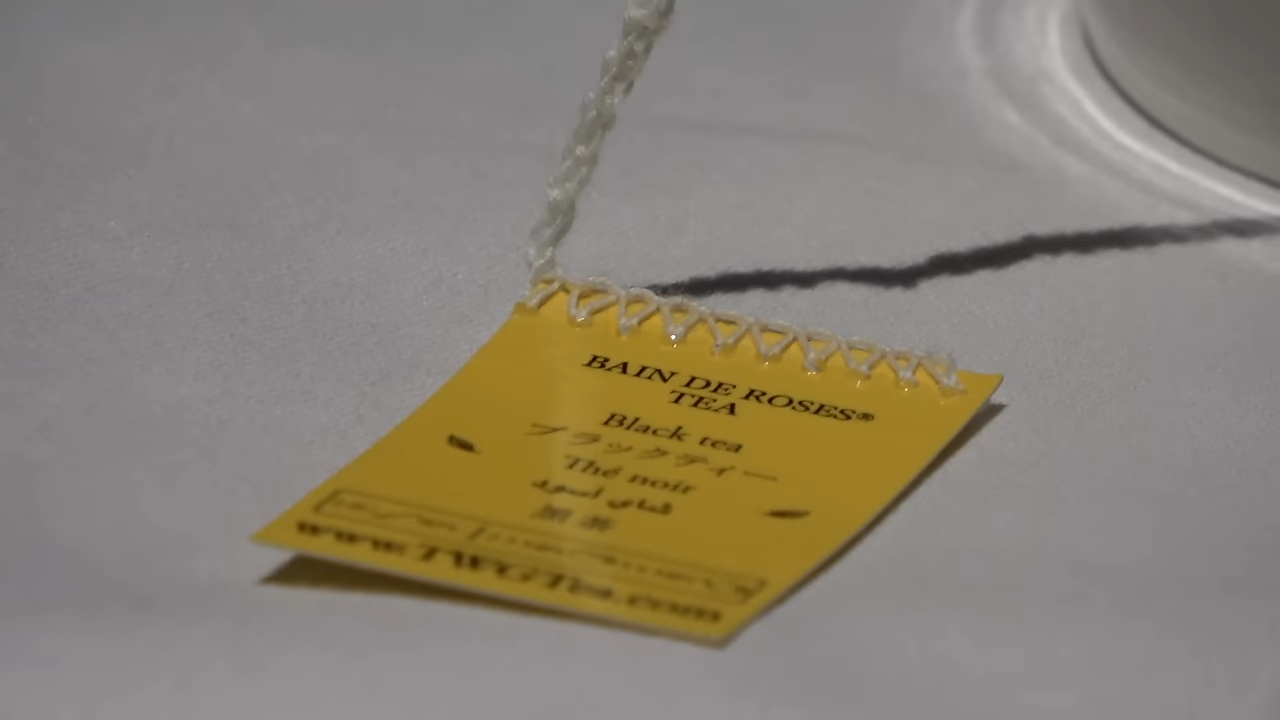 BAIN DE ROSES®
TEA
Black tea
ブラックティー
Thé noir
شاي أسود
黑茶
www.TWGTea.com